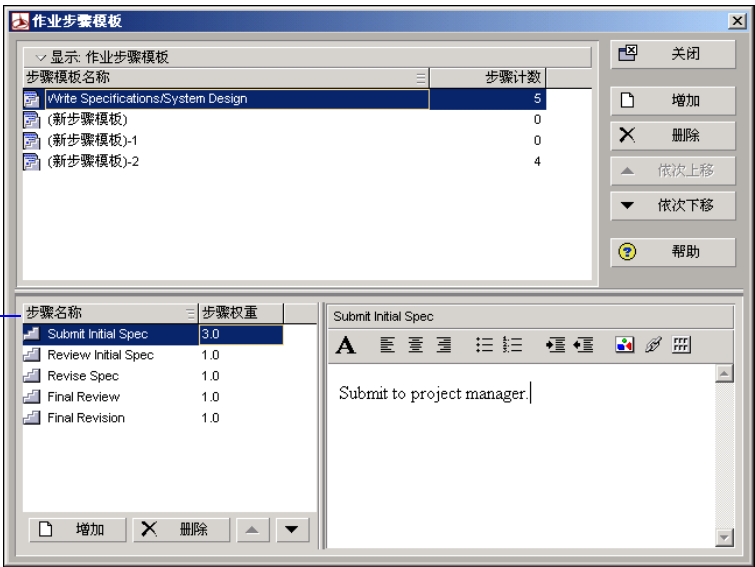 作业步骤模板
显示: 作业步骤模板
步骤模板名称 步骤计数
Write Specifications/System Design 5
(新步骤模板) 0
(新步骤模板)-1 0
(新步骤模板)-2 4
关闭
增加
删除
依次上移
依次下移
帮助
步骤名称 步骤权重
Submit Initial Spec 3.0
Review Initial Spec 1.0
Revise Spec 1.0
Final Review 1.0
Final Revision 1.0
增加 删除
Submit Initial Spec
A
Submit to project manager.